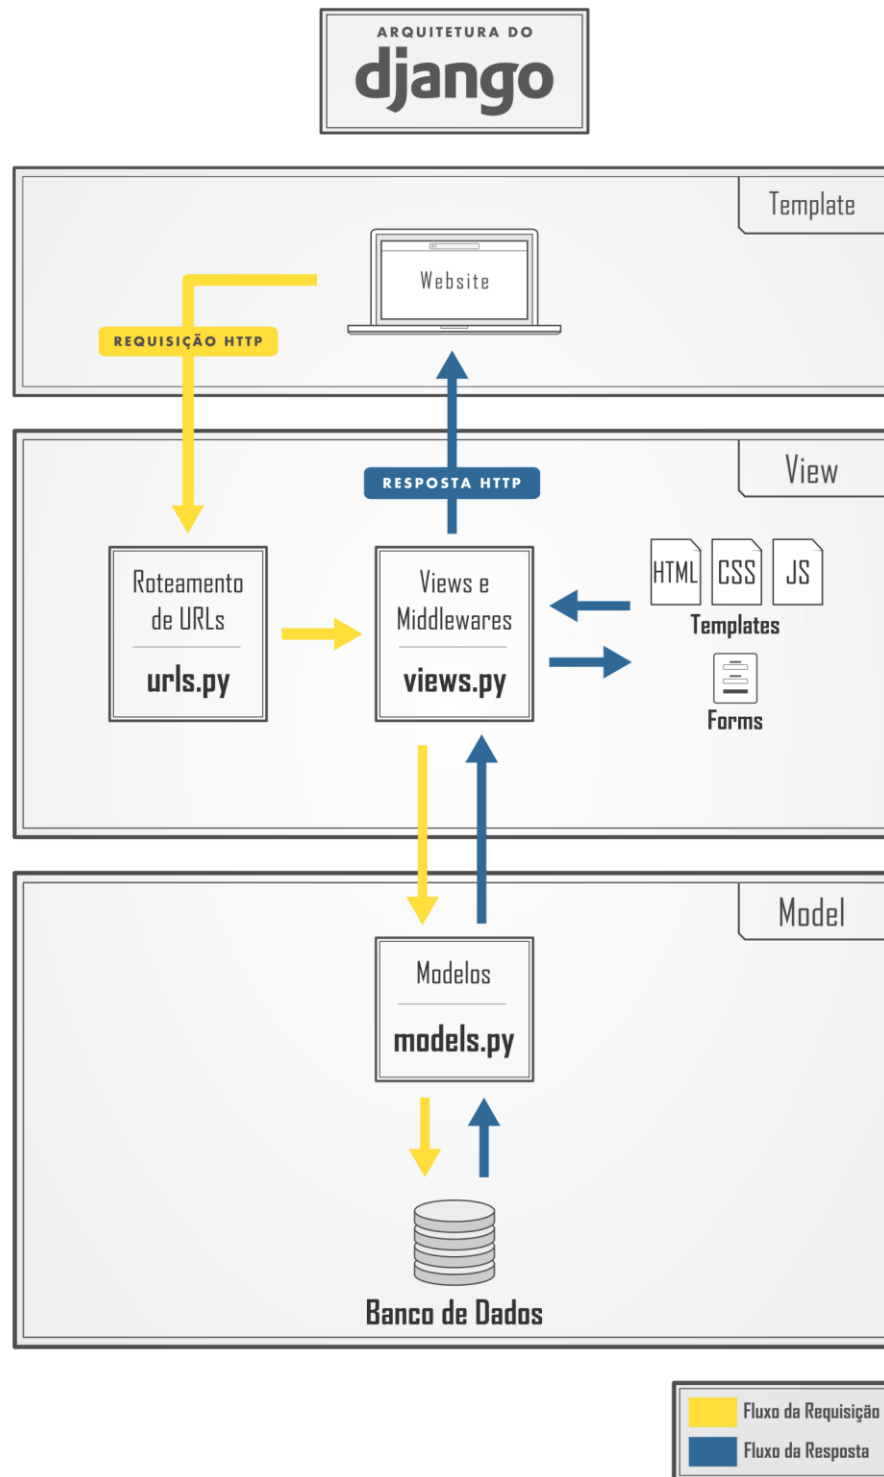 ARQUITETURA DO
django
Template
Website
REQUISIÇÃO HTTP
View
RESPOSTA HTTP
Roteamento
de URLs
urls.py
Views e
Middlewares
views.py
HTML
CSS
JS
Templates
Forms
Model
Modelos
models.py
Banco de Dados
Fluxo da Requisição
Fluxo da Resposta